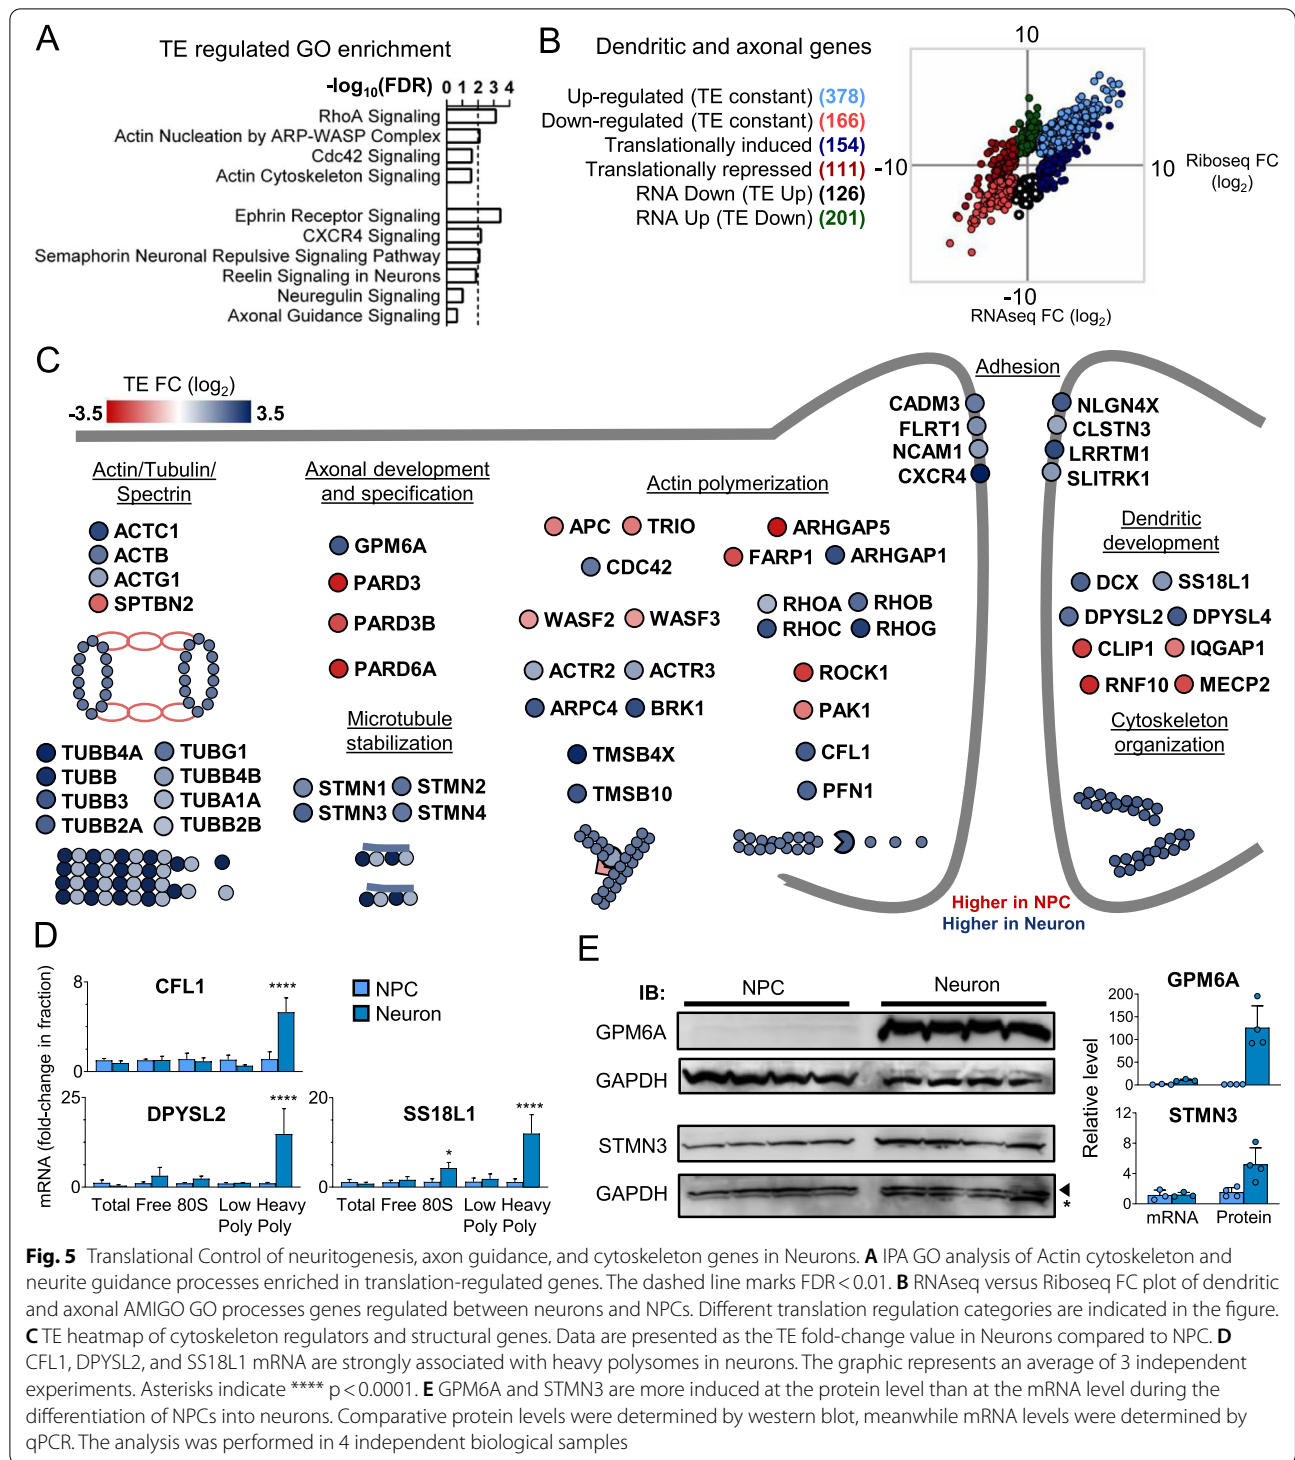 A
TE regulated GO enrichment
-log10(FDR) 0 1 2 3 4
RhoA Signaling
Actin Nucleation by ARP-WASP Complex
Cdc42 Signaling
Actin Cytoskeleton Signaling
Ephrin Receptor Signaling
CXCR4 Signaling
Semaphorin Neuronal Repulsive Signaling Pathway
Reelin Signaling in Neurons
Neuregulin Signaling
Axonal Guidance Signaling
B
Dendritic and axonal genes
Up-regulated (TE constant) (378)
Down-regulated (TE constant) (166)
Translationally induced (154)
Translationally repressed (111)
RNA Down (TE Up) (126)
RNA Up (TE Down) (201)
10
-10
10
Riboseq FC
(log2)
-10
RNAseq FC (log2)
C
TE FC (log2)
-3.5 3.5
Actin/Tubulin/
Spectrin
ACTC1
ACTB
ACTG1
SPTBN2
TUBB4A TUBG1
TUBB TUBB4B
TUBB3 TUBA1A
TUBB2A TUBB2B
Axonal development
and specification
GPM6A
PARD3
PARD3B
PARD6A
Microtubule
stabilization
STMN1 STMN2
STMN3 STMN4
Actin polymerization
APC TRIO
CDC42
WASF2 WASF3
ACTR2 ACTR3
ARPC4 BRK1
TMSB4X
TMSB10
ARHGAP5
FARP1 ARHGAP1
RHOA RHOB
RHOC RHOG
ROCK1
PAK1
CFL1
PFN1
Adhesion
CADM3
FLRT1
NCAM1
CXCR4
NLGN4X
CLSTN3
LRRTM1
SLITRK1
Dendritic
development
DCX SS18L1
DPYSL2 DPYSL4
CLIP1 IQGAP1
RNF10 MECP2
Cytoskeleton
organization
Higher in NPC
Higher in Neuron
D
mRNA (fold-change in fraction)
8
0
CFL1
****
NPC
Neuron
25
0
DPYSL2
****
Total Free 80S Low Heavy
Poly Poly
20
0
SS18L1
*
****
Total Free 80S Low Heavy
Poly Poly
E
IB:
NPC
Neuron
GPM6A
GAPDH
STMN3
GAPDH
◄
*
Relative level
GPM6A
200
150
100
50
0
STMN3
12
8
4
0
mRNA Protein
Fig. 5 Translational Control of neuritogenesis, axon guidance, and cytoskeleton genes in Neurons. A IPA GO analysis of Actin cytoskeleton and
neurite guidance processes enriched in translation-regulated genes. The dashed line marks FDR < 0.01. B RNAseq versus Riboseq FC plot of dendritic
and axonal AMIGO GO processes genes regulated between neurons and NPCs. Different translation regulation categories are indicated in the figure.
C TE heatmap of cytoskeleton regulators and structural genes. Data are presented as the TE fold-change value in Neurons compared to NPC. D
CFL1, DPYSL2, and SS18L1 mRNA are strongly associated with heavy polysomes in neurons. The graphic represents an average of 3 independent
experiments. Asterisks indicate **** p < 0.0001. E GPM6A and STMN3 are more induced at the protein level than at the mRNA level during the
differentiation of NPCs into neurons. Comparative protein levels were determined by western blot, meanwhile mRNA levels were determined by
qPCR. The analysis was performed in 4 independent biological samples